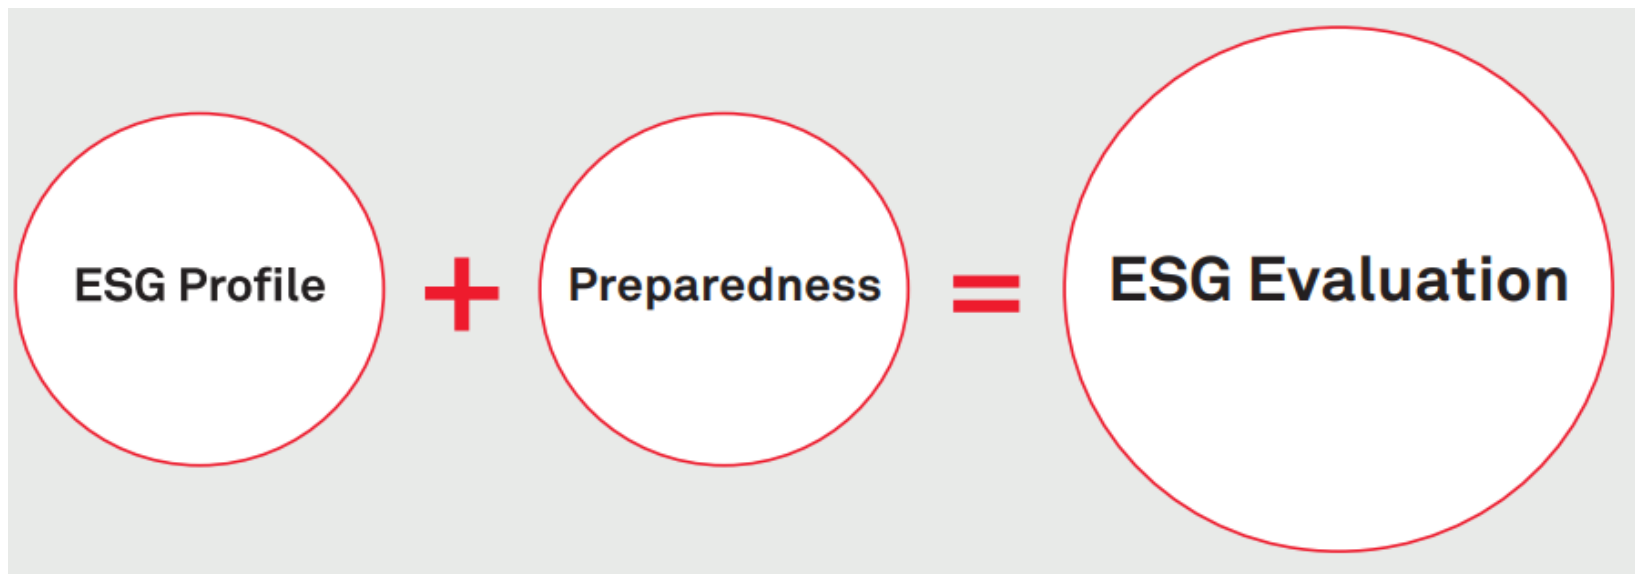 ESG Profile + Preparedness = ESG Evaluation